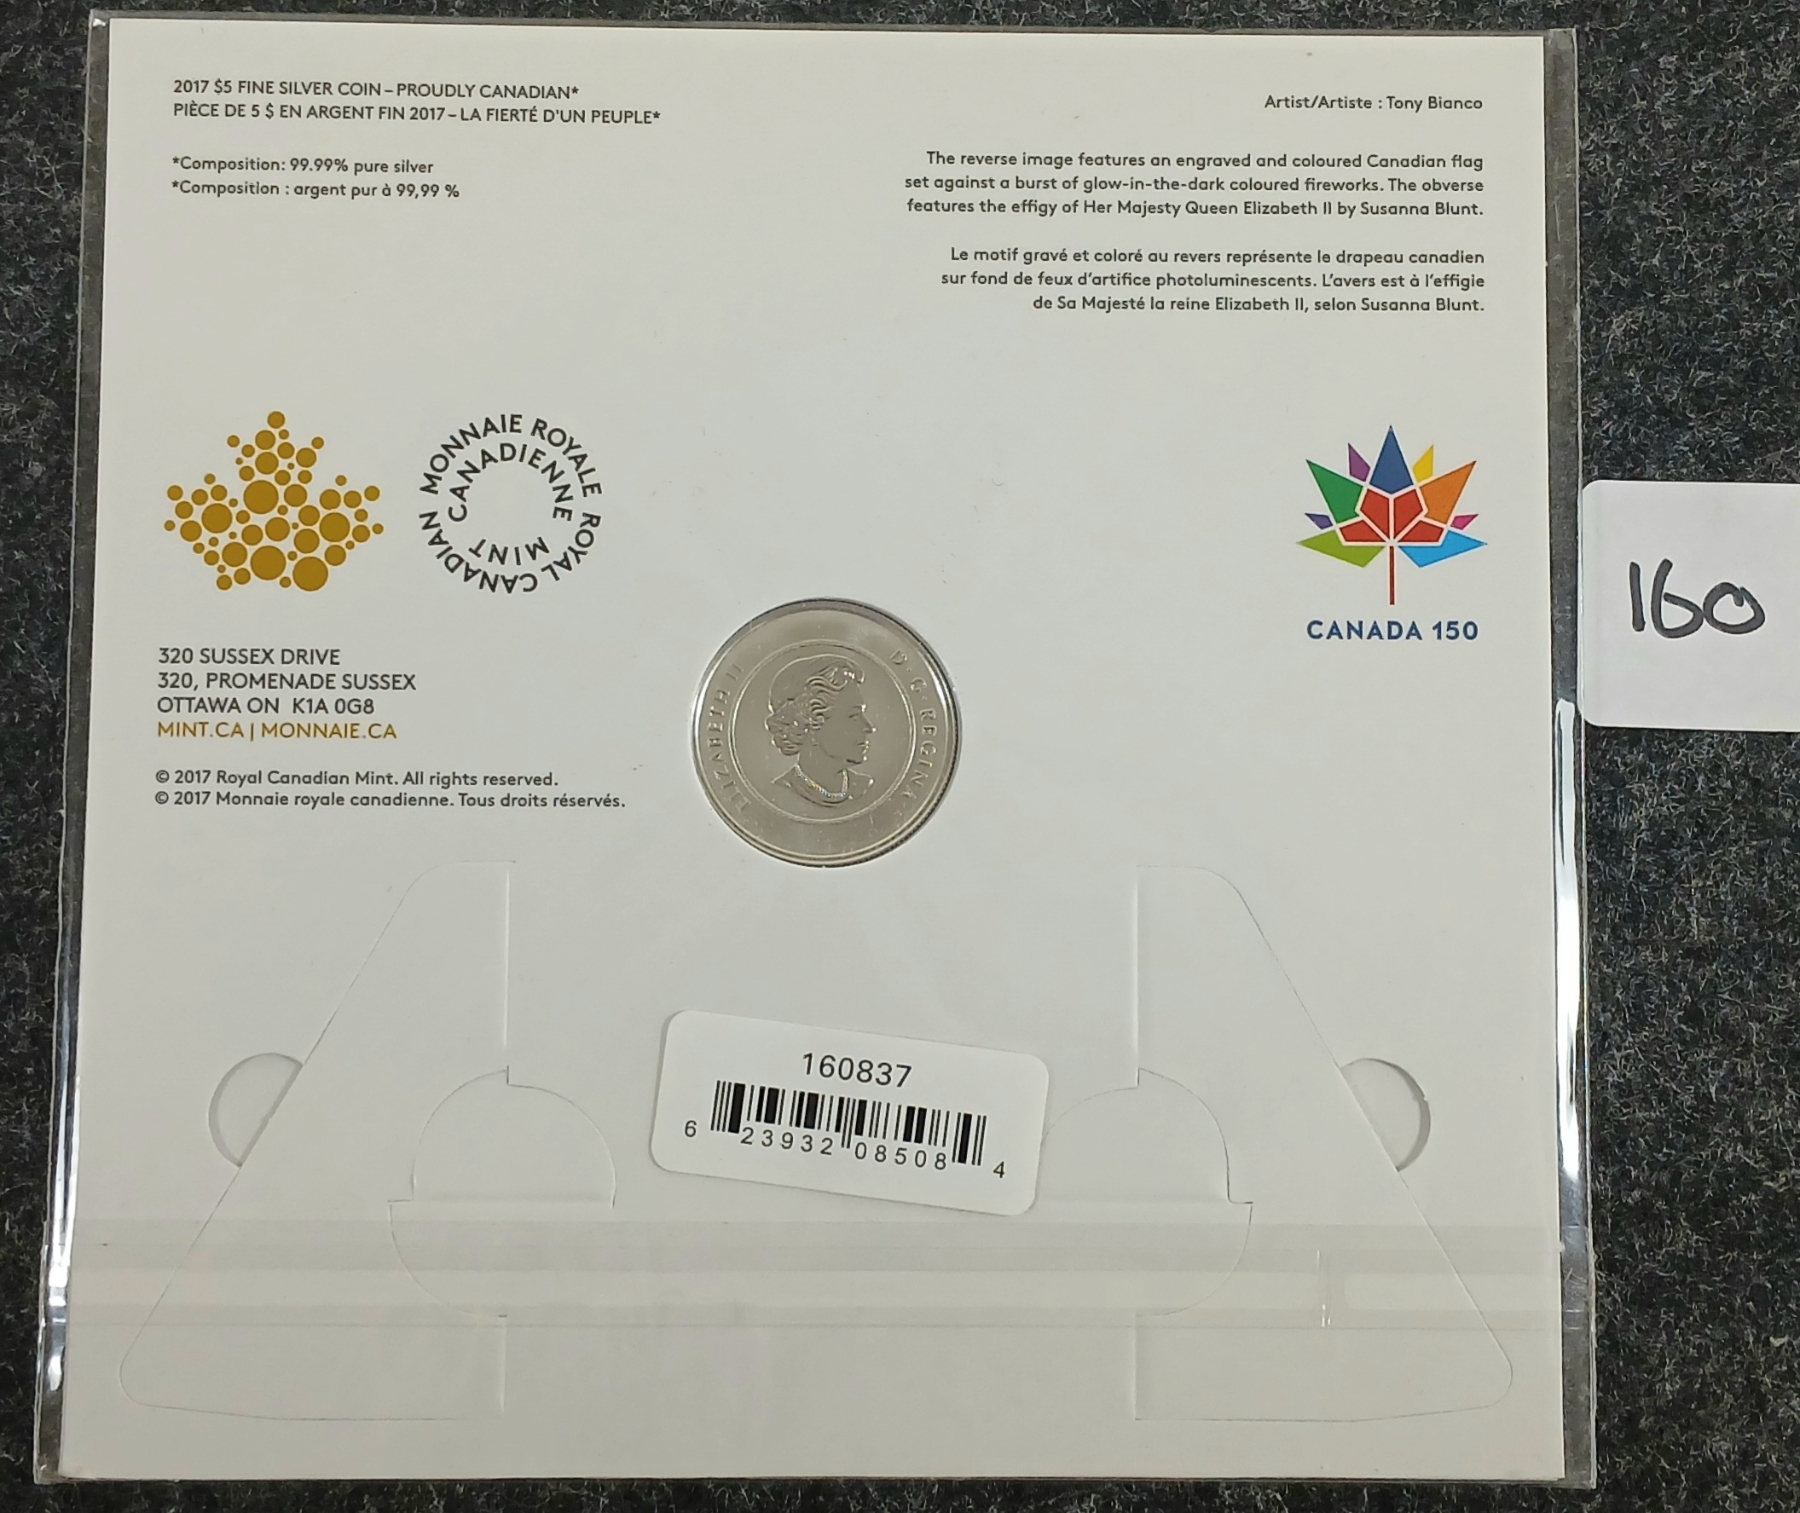 2017 $5 FINE SILVER COIN – PROUDLY CANADIAN*
PIÈCE DE 5 $ EN ARGENT FIN 2017 – LA FIERTÉ D'UN PEUPLE*
*Composition: 99.99% pure silver
*Composition : argent pur à 99,99 %
Artist/Artiste : Tony Bianco
The reverse image features an engraved and coloured Canadian flag
set against a burst of glow-in-the-dark coloured fireworks. The obverse
features the effigy of Her Majesty Queen Elizabeth II by Susanna Blunt.
Le motif gravé et coloré au revers représente le drapeau canadien
sur fond de feux d'artifice photoluminescents. L'avers est à l'effigie
de Sa Majesté la reine Elizabeth II, selon Susanna Blunt.
MONNAIE ROYALE
CANADIENNE
ROYAL CANADIAN
MINT
CANADA 150
160
320 SUSSEX DRIVE
320, PROMENADE SUSSEX
OTTAWA ON K1A 0G8
MINT.CA | MONNAIE.CA
© 2017 Royal Canadian Mint. All rights reserved.
© 2017 Monnaie royale canadienne. Tous droits réservés.
ELIZABETH II D·G·REGINA
160837
6 23932 08508 4